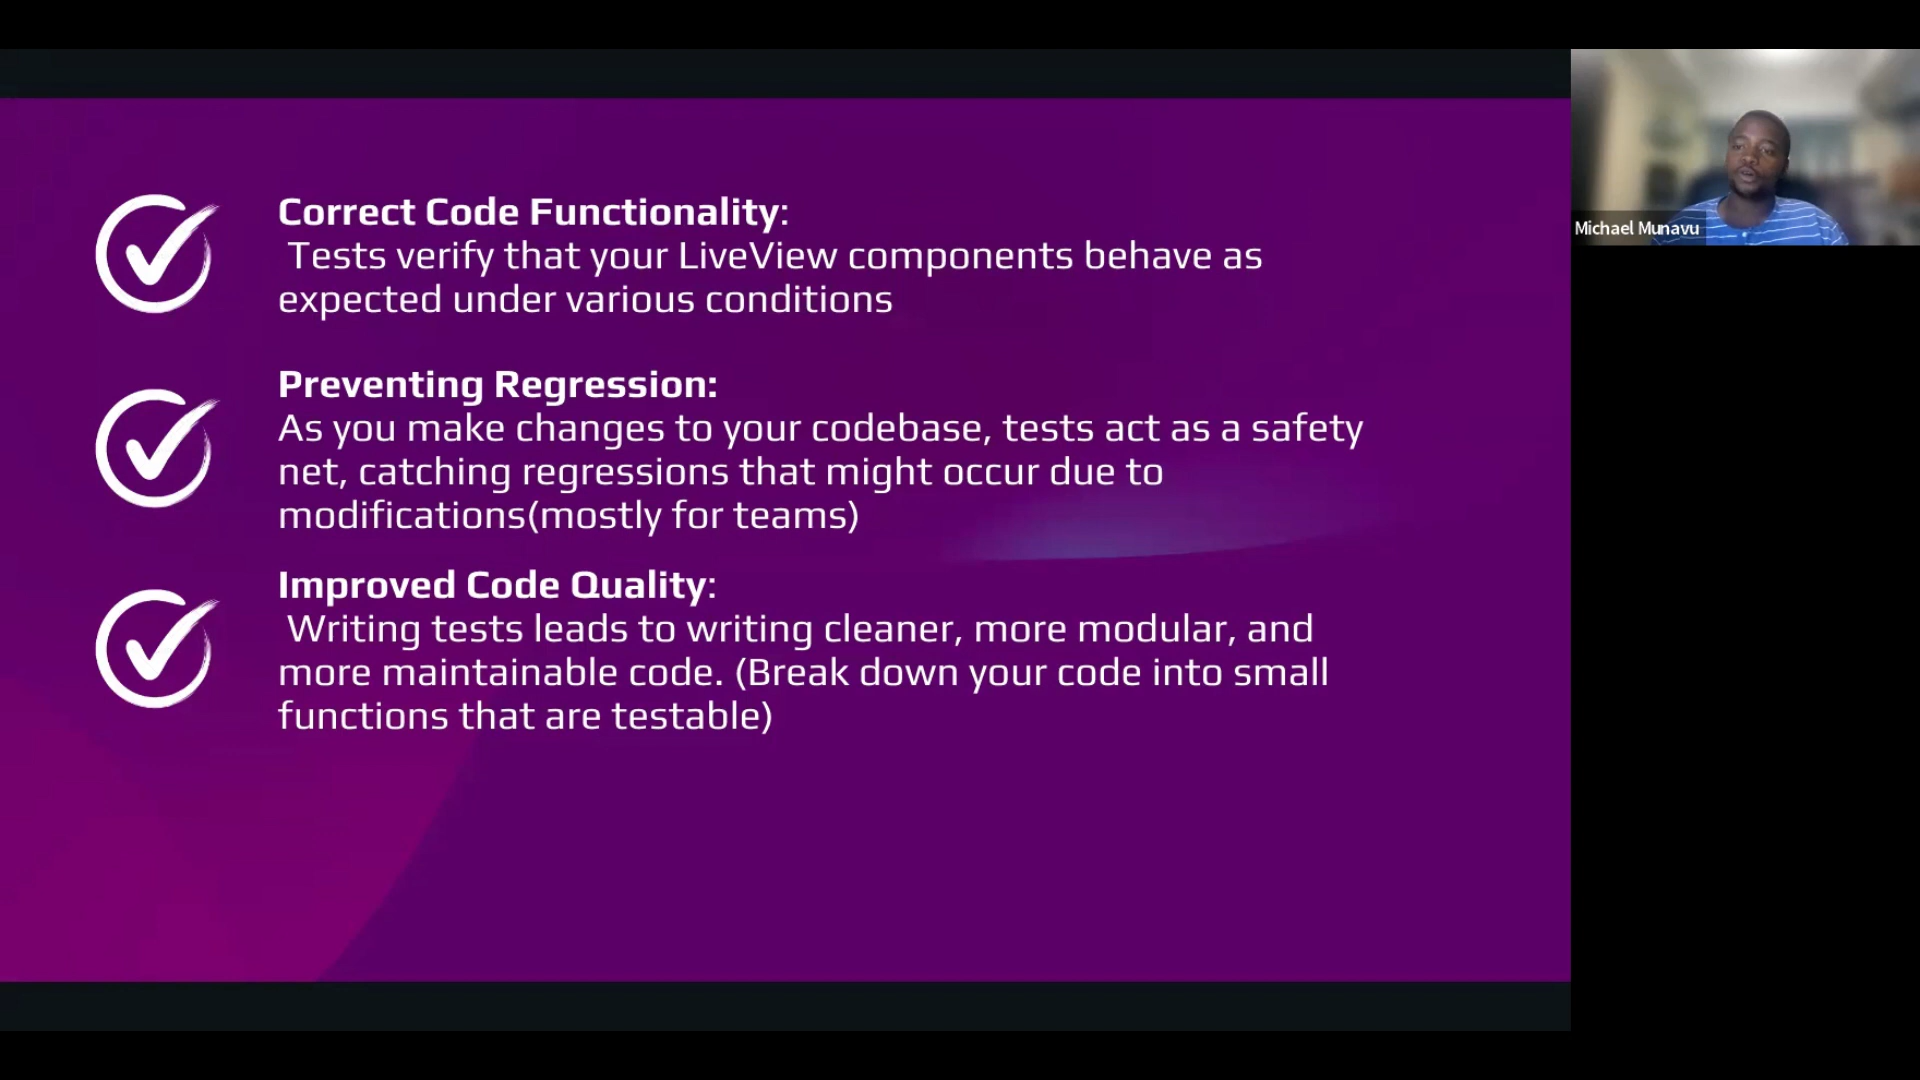 Correct Code Functionality:
Tests verify that your LiveView components behave as
expected under various conditions
Preventing Regression:
As you make changes to your codebase, tests act as a safety
net, catching regressions that might occur due to
modifications(mostly for teams)
Improved Code Quality:
Writing tests leads to writing cleaner, more modular, and
more maintainable code. (Break down your code into small
functions that are testable)
Michael Munavu